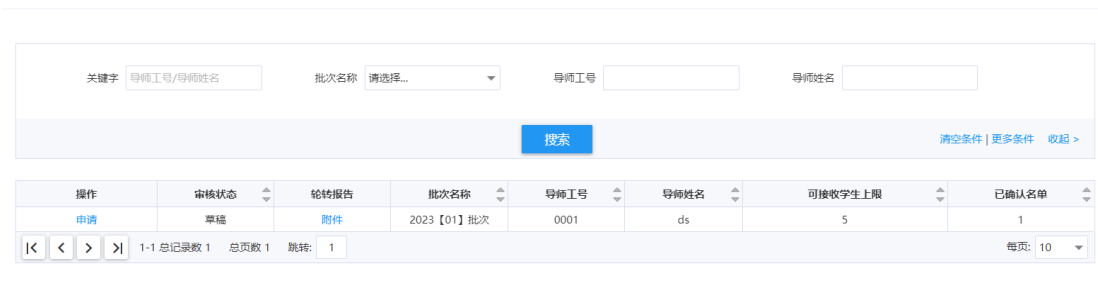 关键字 导师工号/导师姓名 批次名称 请选择... 导师工号 导师姓名
搜索 清空条件 | 更多条件 收起 >
操作 审核状态 轮转报告 批次名称 导师工号 导师姓名 可接收学生上限 已确认名单
申请 草稿 附件 2023【01】批次 0001 ds 5 1
1-1 总记录数 1 总页数 1 跳转: 1 每页: 10